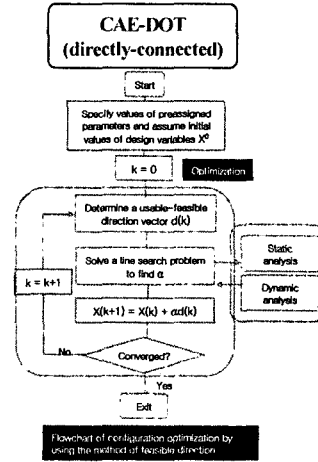 CAE-DOT
(directly-connected)
Start
Specify values of preassigned
parameters and assume initial
values of design variables X⁰
k = 0
Optimization
Determine a usable-feasible
direction vector d(k)
Solve a line search problem
to find α
Static
analysis
Dynamic
analysis
k = k+1
X(k+1) = X(k) + αd(k)
No
Converged?
Yes
Exit
Flowchart of configuration optimization by
using the method of feasible direction